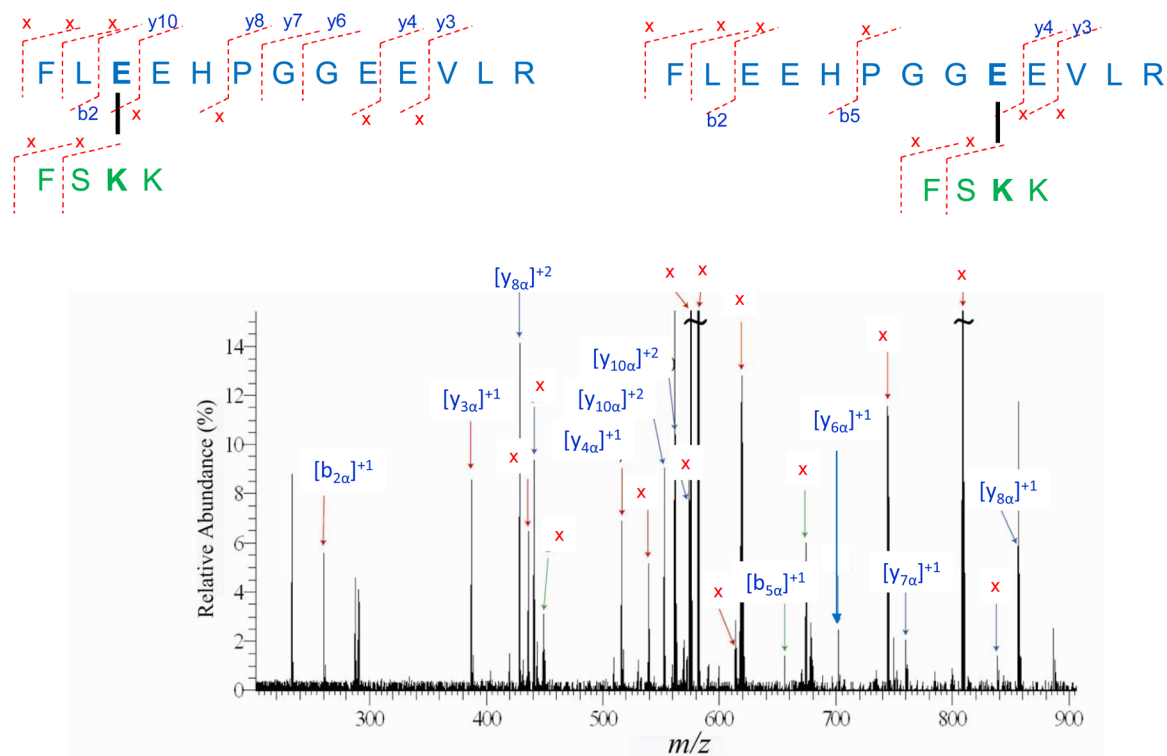 x x x y10 y8 y7 y6 y4 y3
F L E E H P G G E E V L R
b2 x x x x
x x
F S K K
x x x x y4 y3
F L E E H P G G E E V L R
b2 b5 x x x
x x
F S K K
[y8α]+2
x x
x
x
[y10α]+2
[y3α]+1
x
[y10α]+2
[y6α]+1
[y4α]+1
[b2α]+1
x
x
x
x
x
[b5α]+1
[y7α]+1
[y8α]+1
x
x
x
~ ~
)
14
12
10
8
6
4
2
0
Relative Abundance (%)
300 400 500 600 700 800 900
m/z